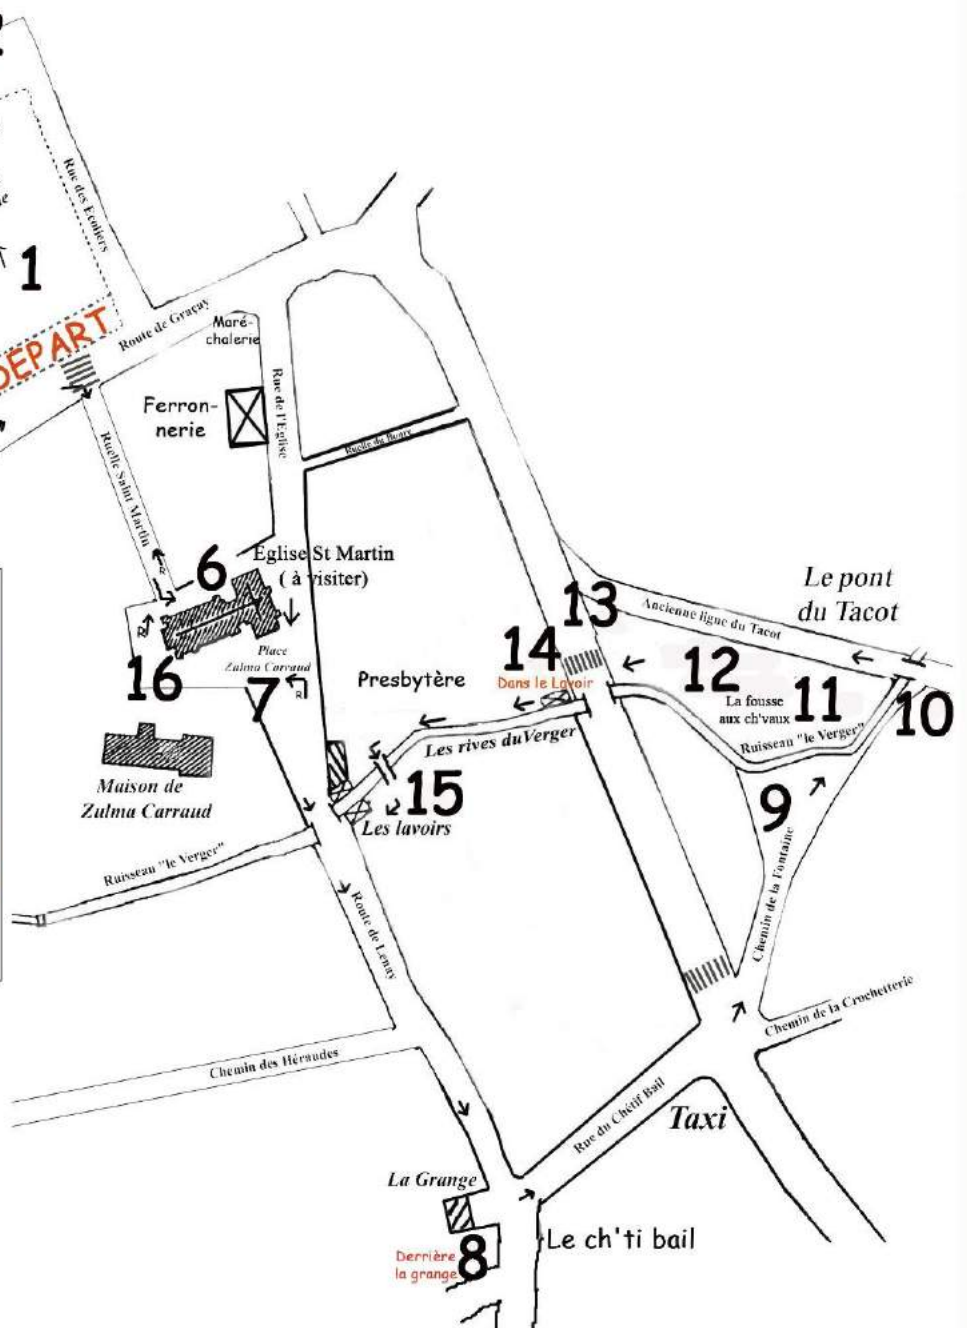 Rue des Ecoliers
1
DEPART
Route de Graçay
Maré-
chalerie
Ferron-
nerie
Rue de l'Eglise
Ruelle Saint Martin
R
6
Eglise St Martin
( à visiter)
R
16
Place
Zulma Carraud
7
R
Presbytère
13
Ancienne ligne du Tacot
Le pont
du Tacot
14
Dans le Lavoir
12
11
La fousse
aux ch'vaux
10
Ruisseau "le Verger"
Les rives du Verger
15
Les lavoirs
9
Maison de
Zulma Carraud
Ruisseau "le Verger"
Route de Lenay
Chemin de la Fontaine
Chemin de la Crochetterie
Chemin des Héraudes
Rue du Chétif Bail
Taxi
La Grange
8
Derrière
la grange
Le ch'ti bail